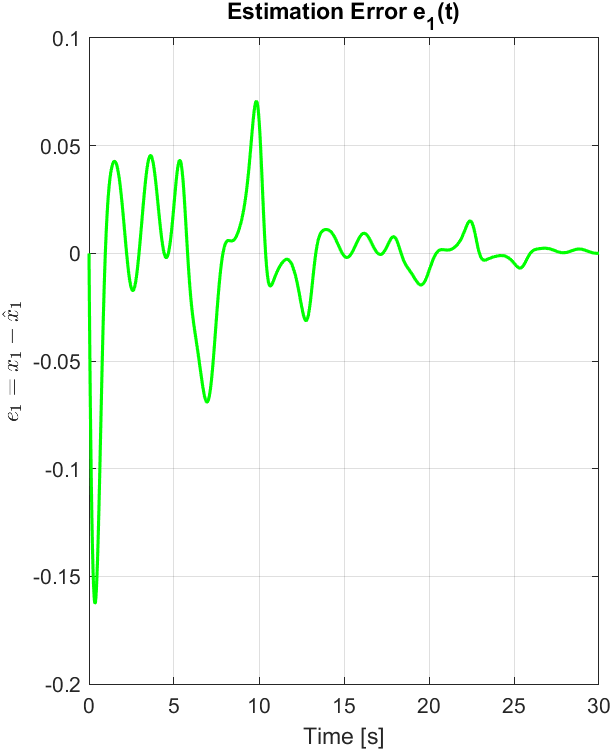 Estimation Error e₁(t)
0.1
0.05
0
-0.05
-0.1
-0.15
-0.2
e₁ = x₁ − x̂₁
0 5 10 15 20 25 30
Time [s]